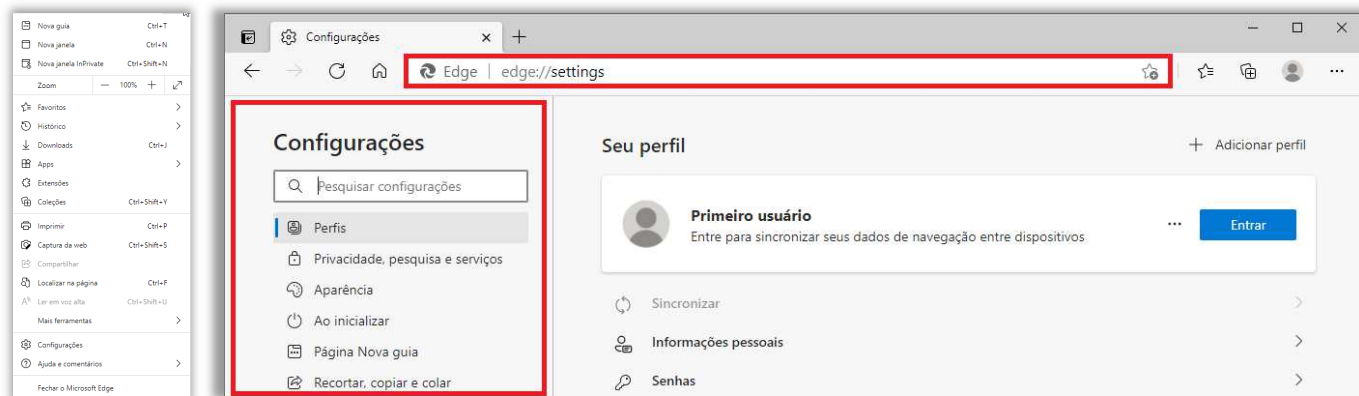 Nova guia Ctrl+T
Nova janela Ctrl+N
Nova janela InPrivate Ctrl+Shift+N
Zoom — 100% +
Favoritos
Histórico
Downloads Ctrl+J
Apps
Extensões
Coleções Ctrl+Shift+Y
Imprimir Ctrl+P
Captura da web Ctrl+Shift+S
Compartilhar
Localizar na página Ctrl+F
Ler em voz alta Ctrl+Shift+U
Mais ferramentas
Configurações
Ajuda e comentários
Fechar o Microsoft Edge
Configurações
Edge | edge://settings
Configurações
Pesquisar configurações
Perfis
Privacidade, pesquisa e serviços
Aparência
Ao inicializar
Página Nova guia
Recortar, copiar e colar
Seu perfil
+ Adicionar perfil
Primeiro usuário
Entre para sincronizar seus dados de navegação entre dispositivos
Entrar
Sincronizar
Informações pessoais
Senhas